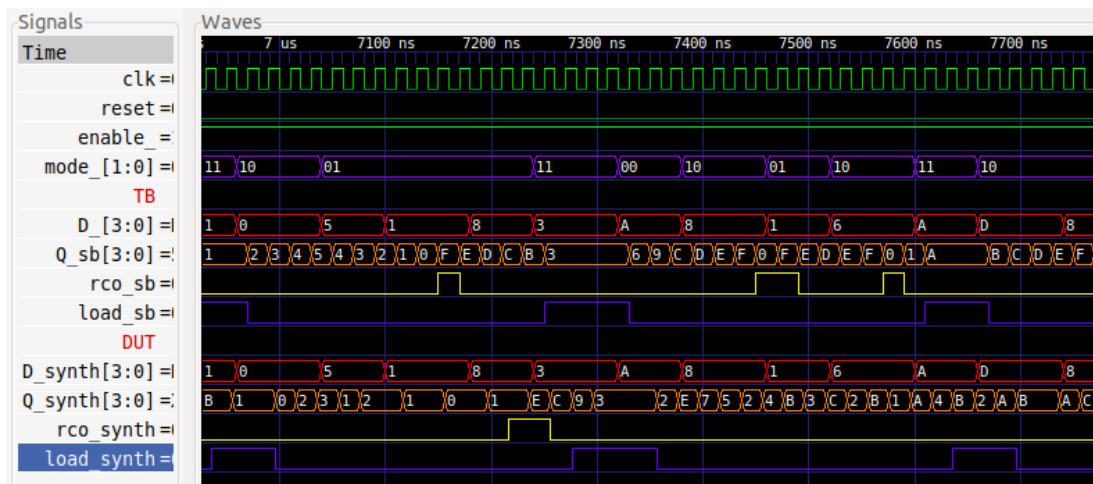 Signals
Waves
Time
7 us 7100 ns 7200 ns 7300 ns 7400 ns 7500 ns 7600 ns 7700 ns
clk =
reset =
enable_ =
mode_[1:0] = 11 10 01 11 00 10 01 10 11 10
TB
D_[3:0] = 1 0 5 1 8 3 A 8 1 6 A D 8
Q_sb[3:0] = 1 2 3 4 5 4 3 2 1 0 F E D C B 3 6 9 C D E F 0 F E D E F 0 1 A B C D E F
rco_sb =
load_sb =
DUT
D_synth[3:0] = 1 0 5 1 8 3 A 8 1 6 A D 8
Q_synth[3:0] = B 1 0 2 3 1 2 1 0 1 E C 9 3 2 E 7 5 2 4 B 3 C 2 B 1 A 4 B 2 A B A C
rco_synth =
load_synth =